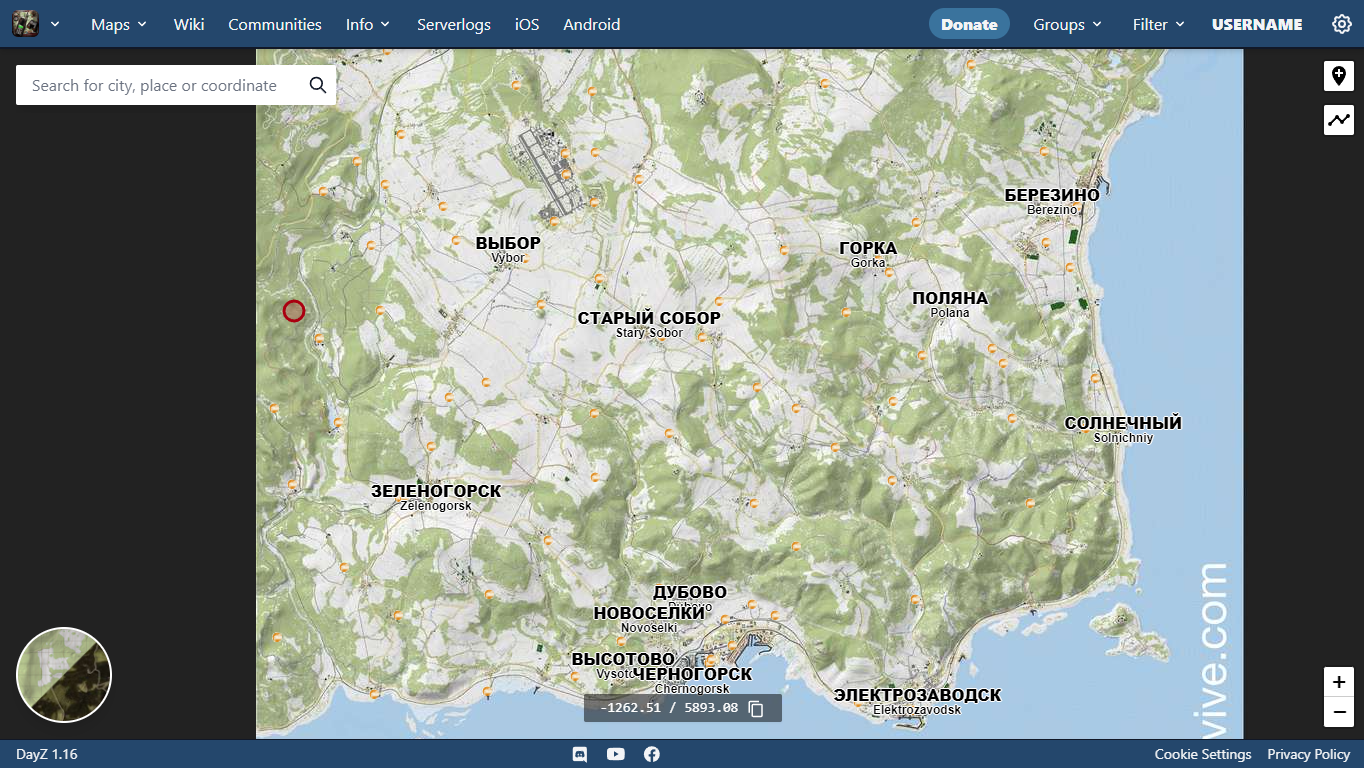 Maps
Wiki
Communities
Info
Serverlogs
iOS
Android
Donate
Groups
Filter
USERNAME
Search for city, place or coordinate
БЕРЕЗИНО
Berezino
ВЫБОР
Vybor
ГОРКА
Gorka
ПОЛЯНА
Polana
СТАРЫЙ СОБОР
Stary Sobor
СОЛНЕЧНЫЙ
Solnichniy
ЗЕЛЕНОГОРСК
Zelenogorsk
ДУБОВО
Dubovo
НОВОСЕЛКИ
Novoselki
ВЫСОТОВО
ЧЕРНОГОРСК
Chernogorsk
ЭЛЕКТРОЗАВОДСК
Elektrozavodsk
vive.com
-1262.51 / 5893.08
+
−
DayZ 1.16
Cookie Settings
Privacy Policy